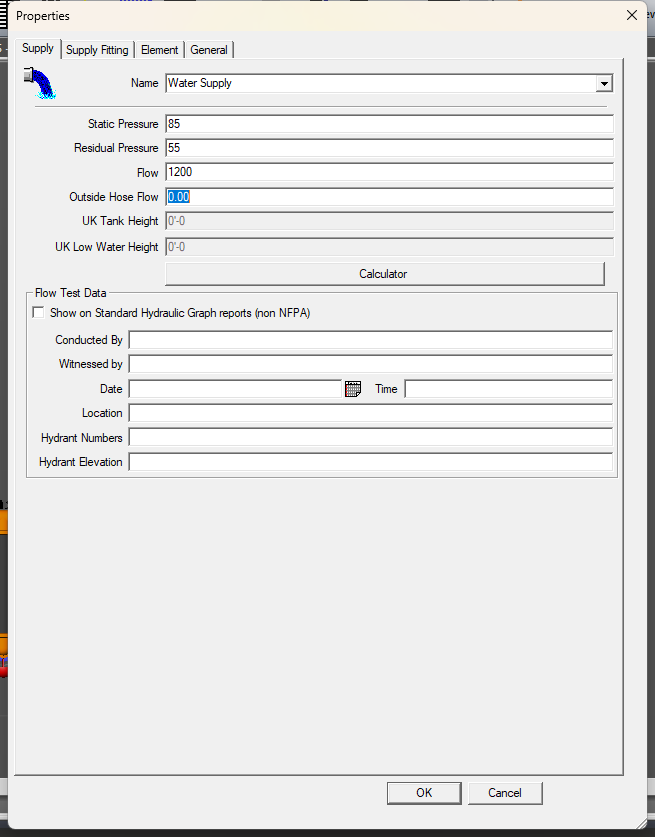 Properties
Supply Supply Fitting Element General
Name Water Supply
Static Pressure 85
Residual Pressure 55
Flow 1200
Outside Hose Flow 0.00
UK Tank Height 0'-0
UK Low Water Height 0'-0
Calculator
Flow Test Data
Show on Standard Hydraulic Graph reports (non NFPA)
Conducted By
Witnessed by
Date Time
Location
Hydrant Numbers
Hydrant Elevation
OK Cancel